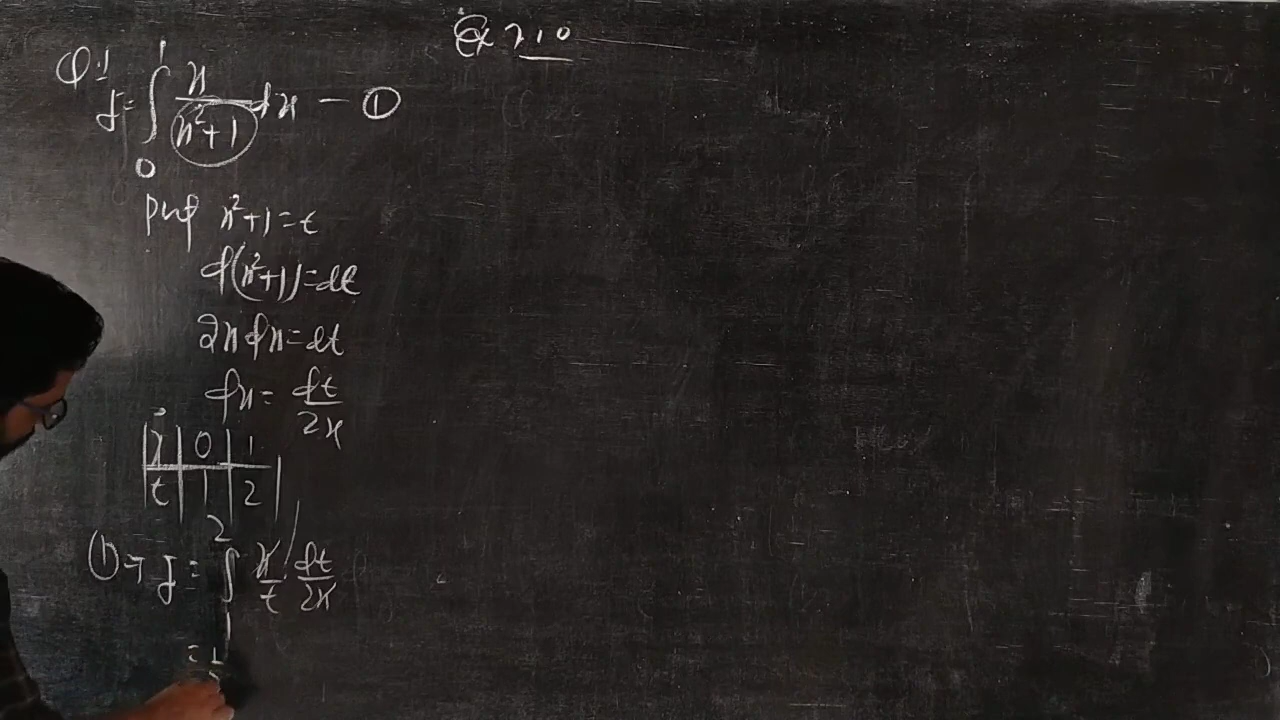 Ex 7.10
Q.1
I = ∫₀¹ x/(x²+1) dx — ①
put x²+1=t
d(x²+1)=dt
2x dx=dt
dx= dt/2x
x | 0 | 1
t | 1 | 2
①⇒ I = ∫₁² x/t dt/2x
= 1